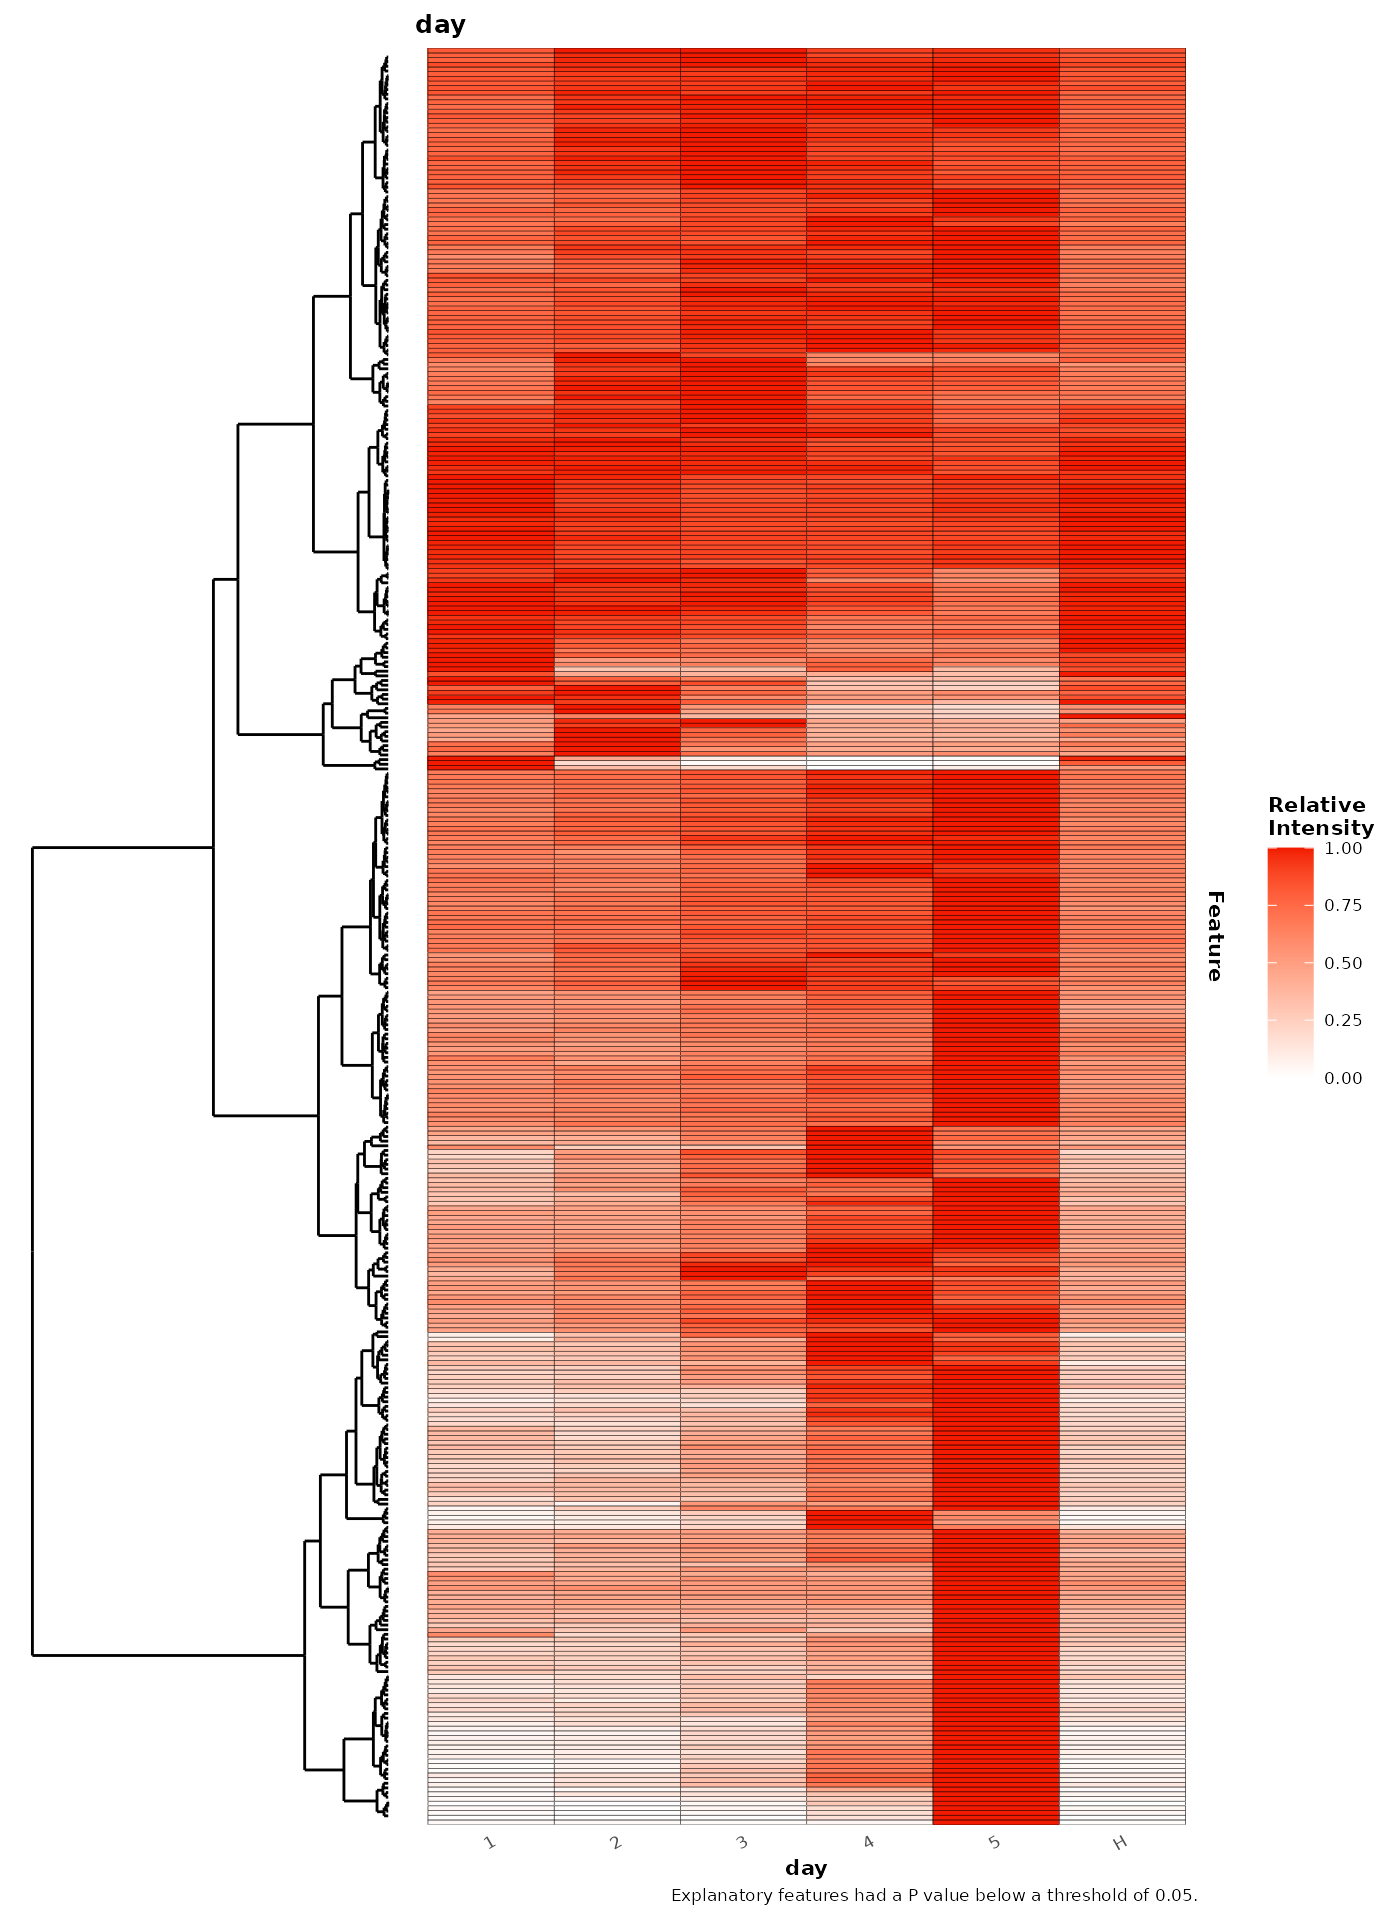 day
Relative
Intensity
1.00
0.75
0.50
0.25
0.00
Feature
1
2
3
4
5
H
day
Explanatory features had a P value below a threshold of 0.05.